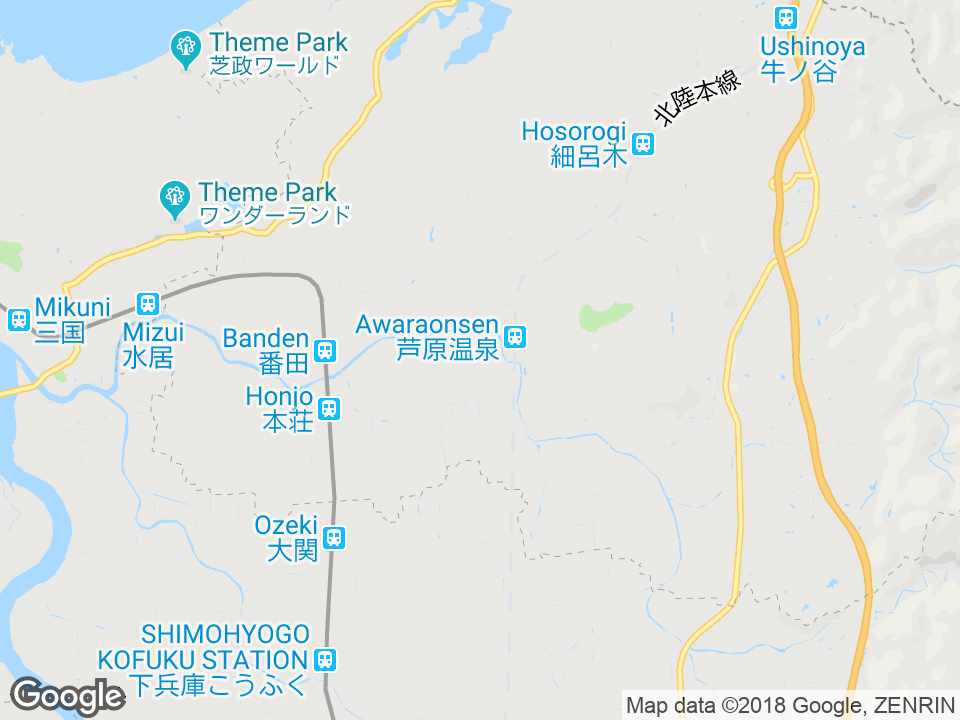 Theme Park
芝政ワールド
Ushinoya
牛ノ谷
北陸本線
Hosorogi
細呂木
Theme Park
ワンダーランド
Mikuni
三国
Mizui
水居
Banden
番田
Awaraonsen
芦原温泉
Honjo
本荘
Ozeki
大関
SHIMOHYOGO
KOFUKU STATION
下兵庫こうふく
Google
Map data ©2018 Google, ZENRIN